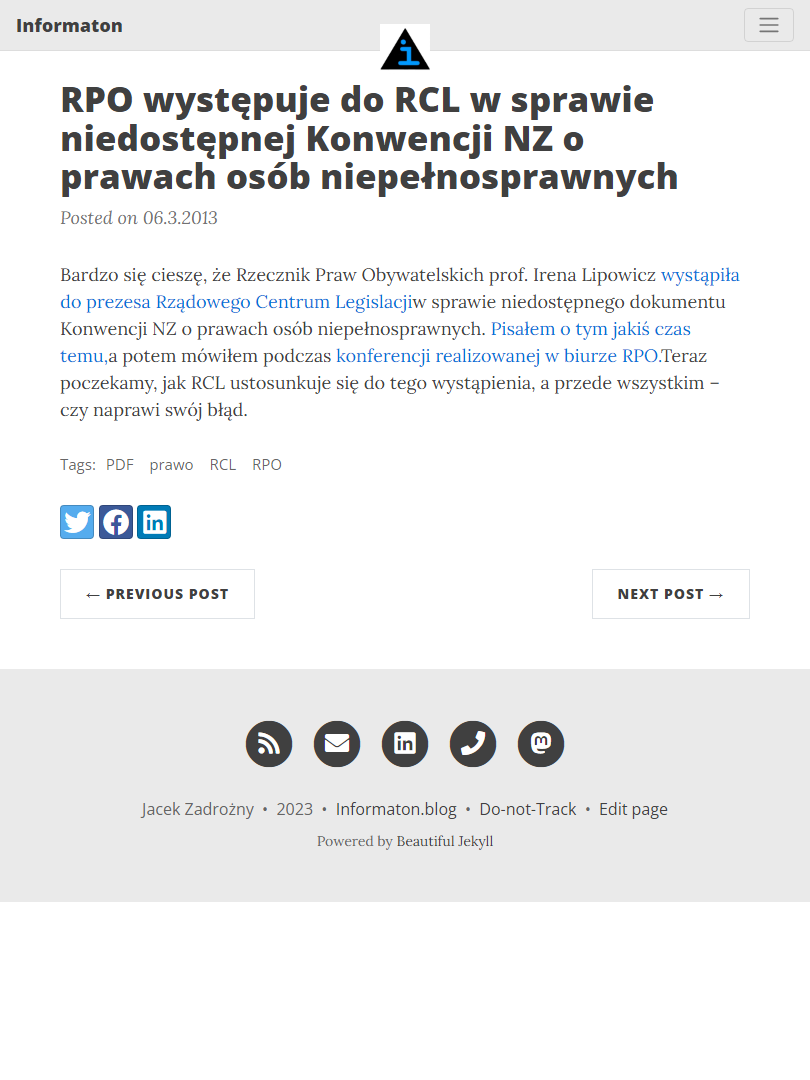 Informaton
RPO występuje do RCL w sprawie
niedostępnej Konwencji NZ o
prawach osób niepełnosprawnych
Posted on 06.3.2013
Bardzo się cieszę, że Rzecznik Praw Obywatelskich prof. Irena Lipowicz wystąpiła
do prezesa Rządowego Centrum Legislacjiw sprawie niedostępnego dokumentu
Konwencji NZ o prawach osób niepełnosprawnych. Pisałem o tym jakiś czas
temu,a potem mówiłem podczas konferencji realizowanej w biurze RPO.Teraz
poczekamy, jak RCL ustosunkuje się do tego wystąpienia, a przede wszystkim –
czy naprawi swój błąd.
Tags: PDF prawo RCL RPO
← PREVIOUS POST
NEXT POST →
Jacek Zadrożny • 2023 • Informaton.blog • Do-not-Track • Edit page
Powered by Beautiful Jekyll